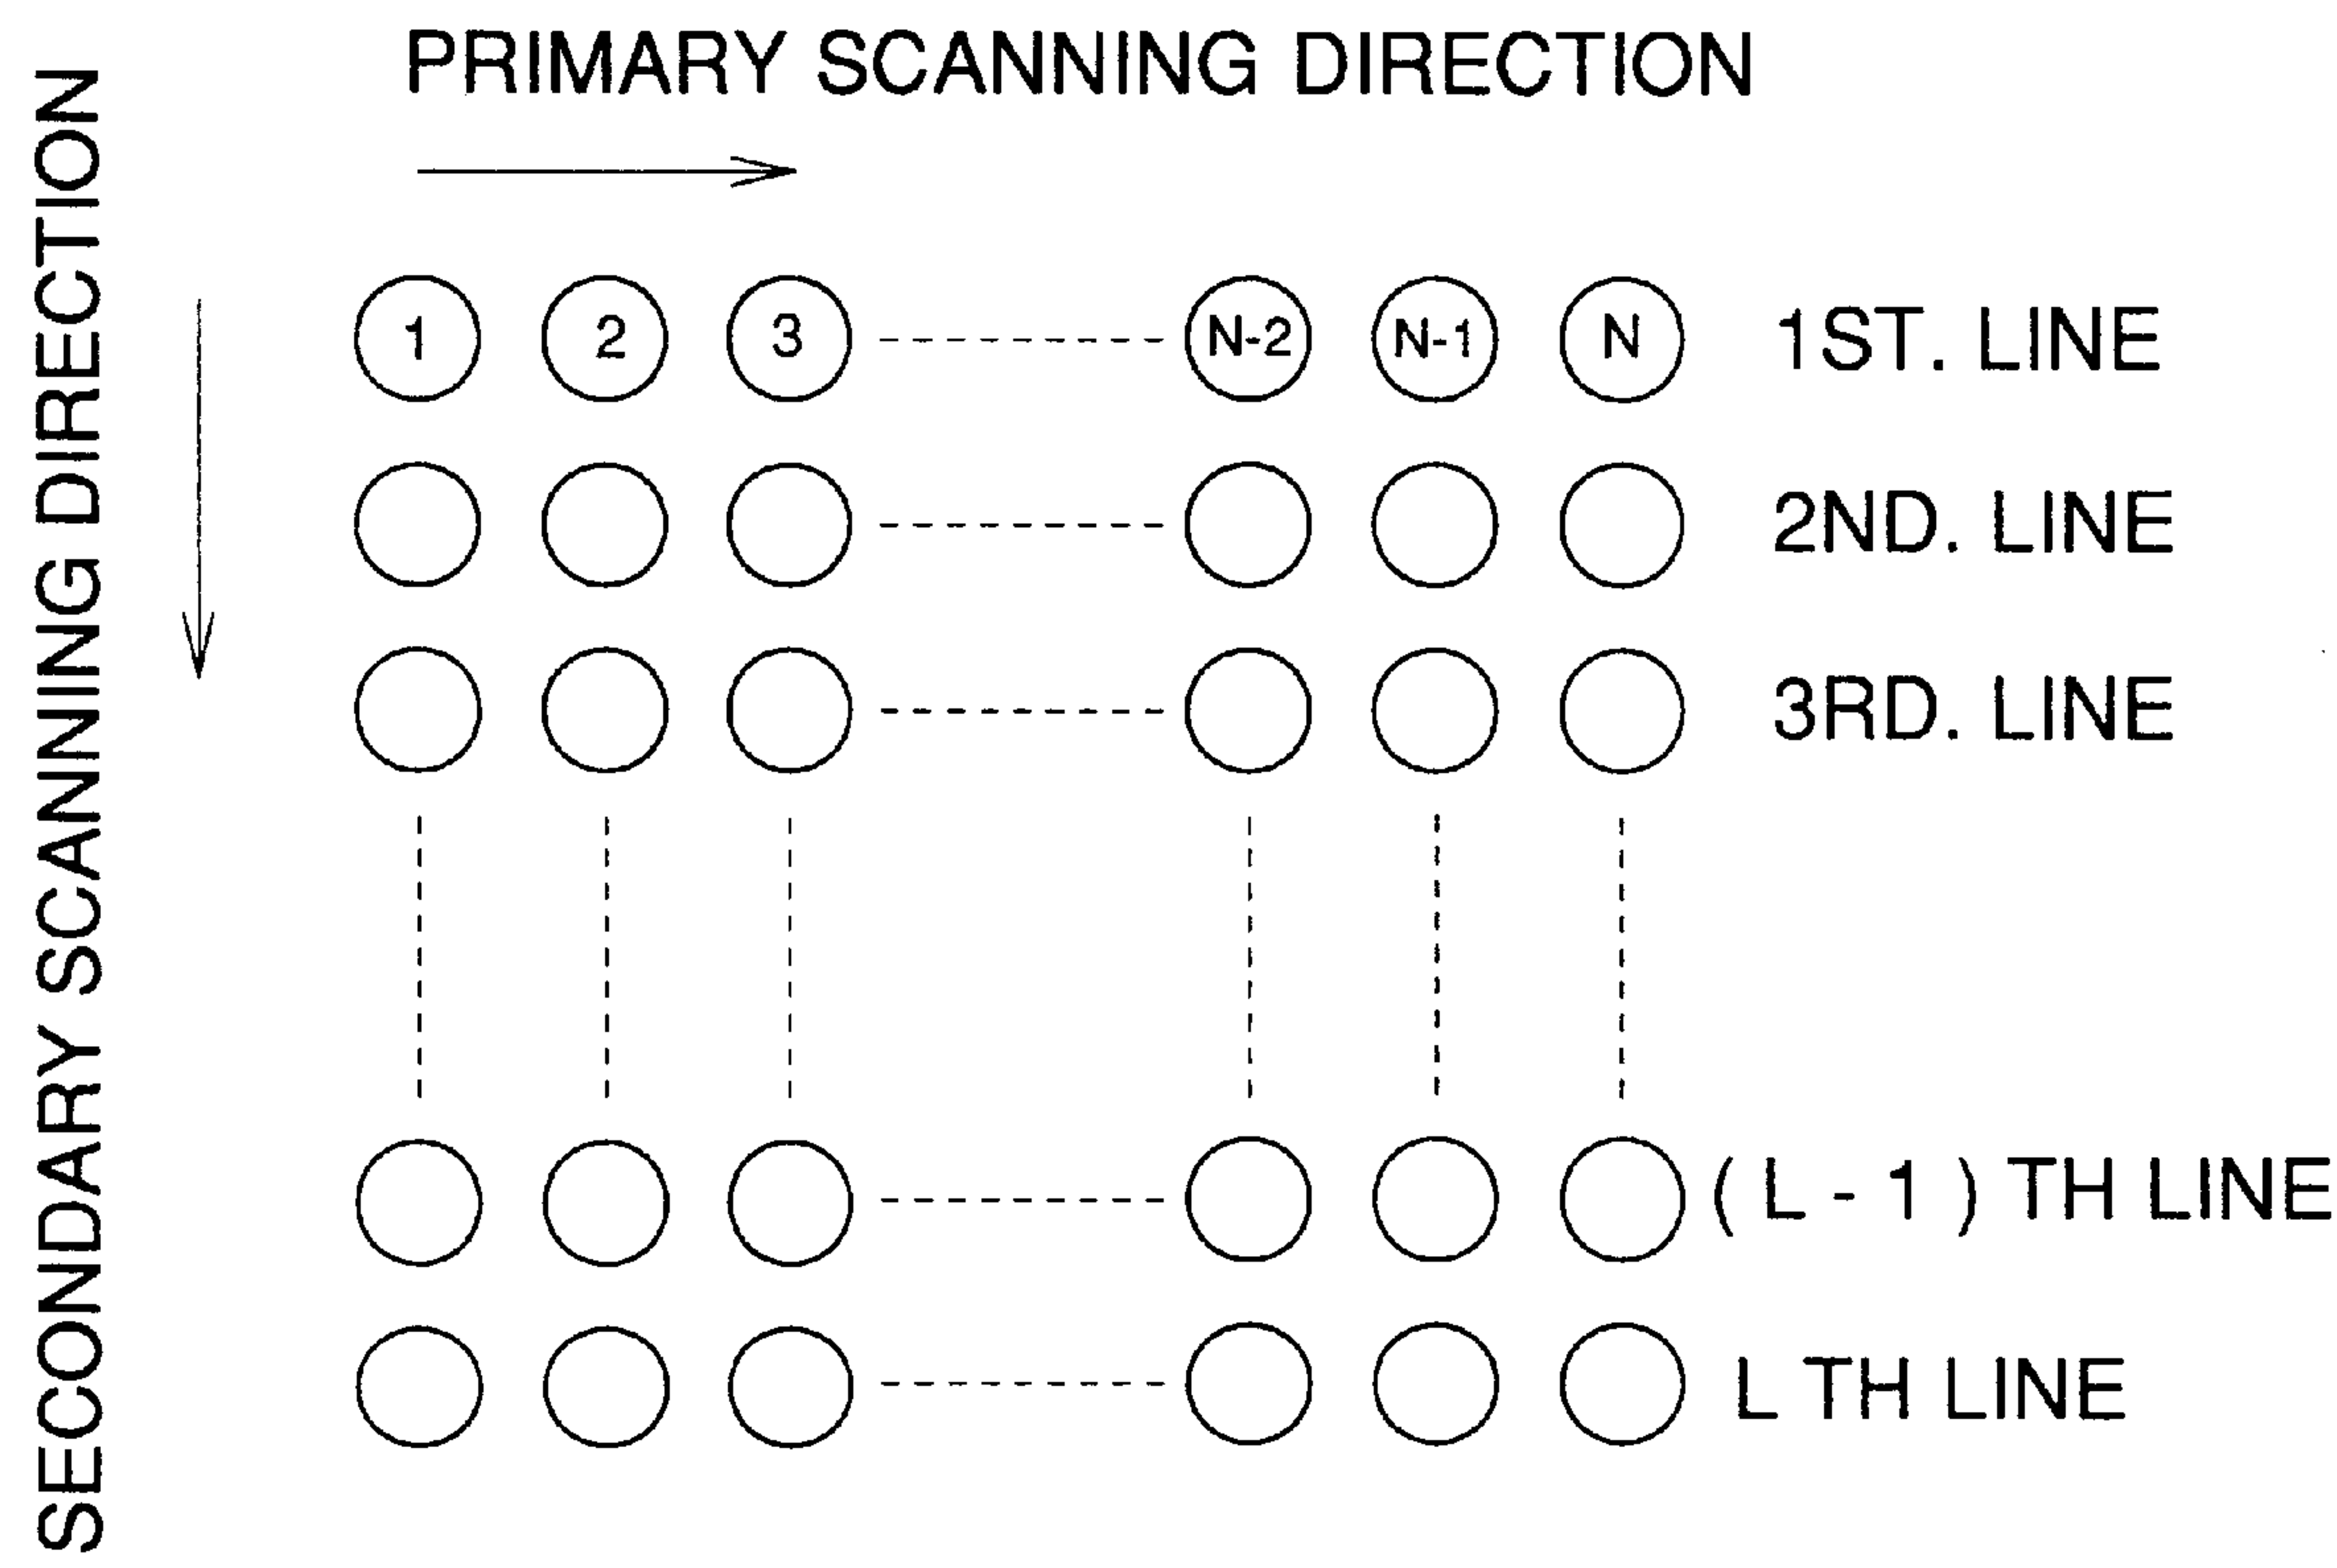 PRIMARY SCANNING DIRECTION
SECONDARY SCANNING DIRECTION
1 2 3 N-2 N-1 N 1ST. LINE
2ND. LINE
3RD. LINE
( L - 1 ) TH LINE
L TH LINE